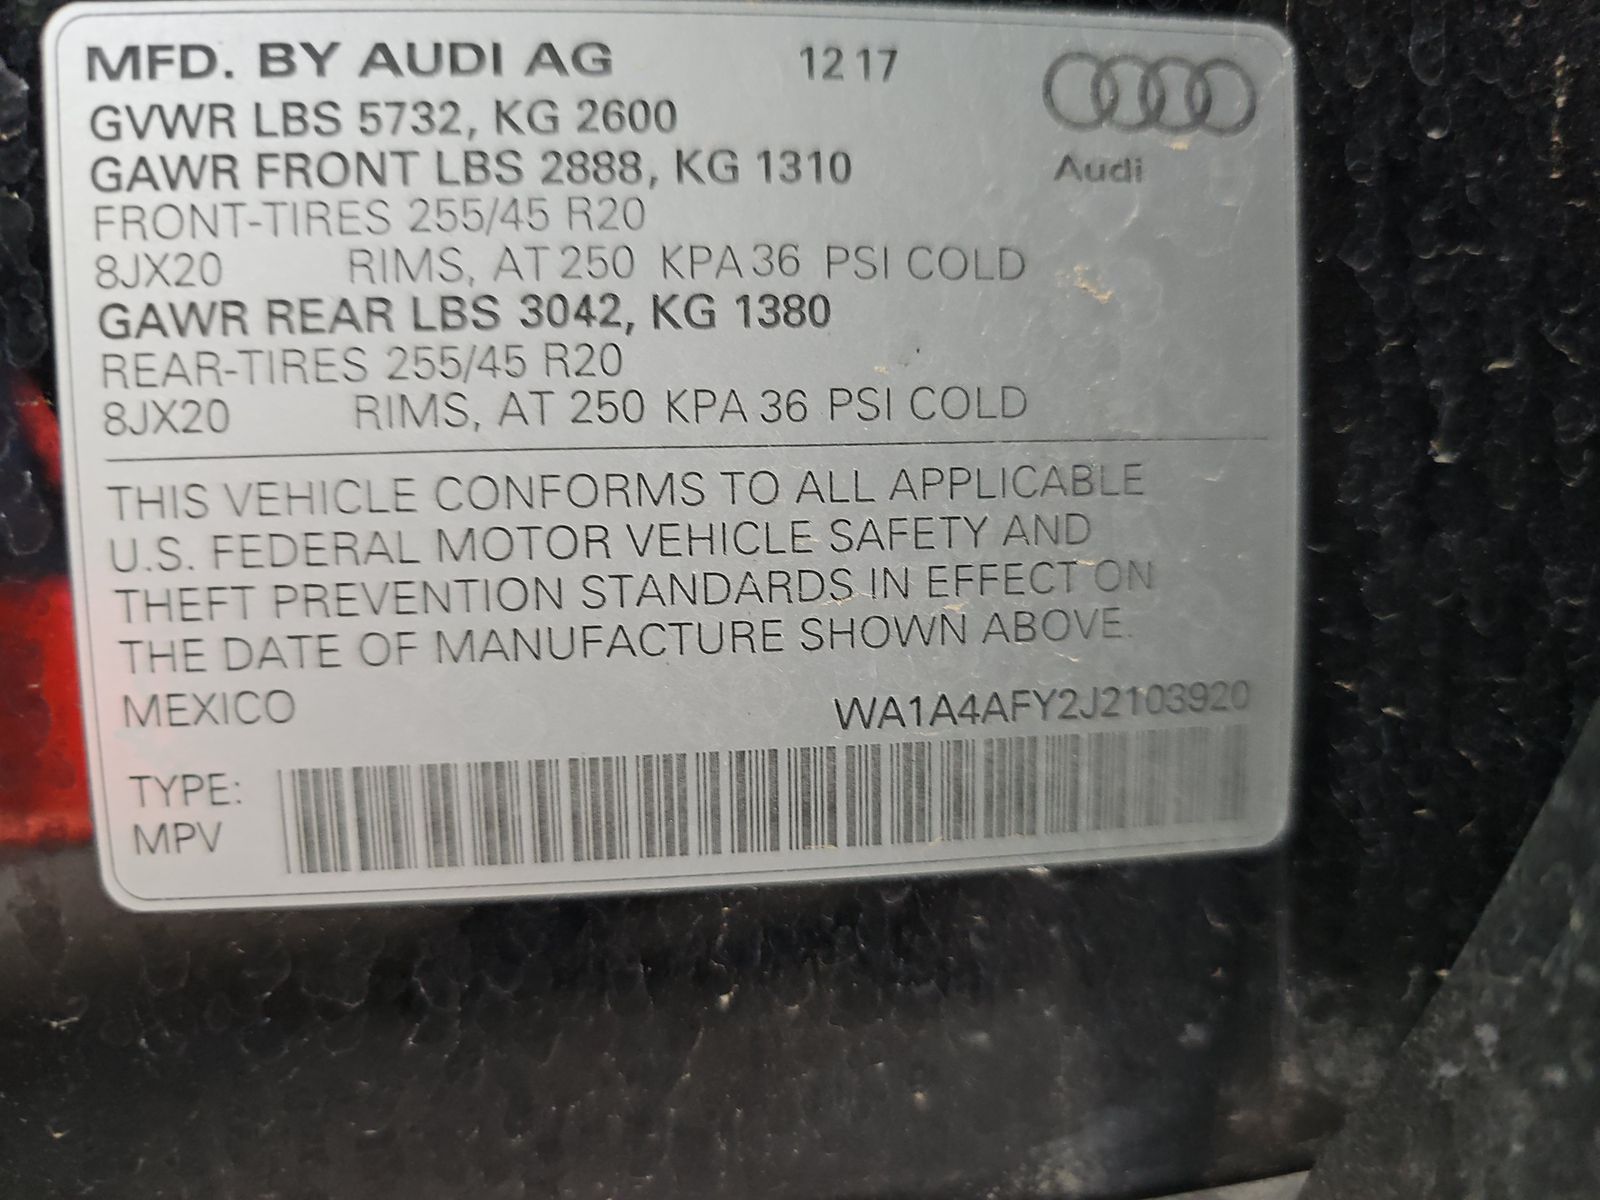 MFD. BY AUDI AG 12 17
GVWR LBS 5732, KG 2600
GAWR FRONT LBS 2888, KG 1310
Audi
FRONT-TIRES 255/45 R20
8JX20 RIMS, AT 250 KPA 36 PSI COLD
GAWR REAR LBS 3042, KG 1380
REAR-TIRES 255/45 R20
8JX20 RIMS, AT 250 KPA 36 PSI COLD
THIS VEHICLE CONFORMS TO ALL APPLICABLE
U.S. FEDERAL MOTOR VEHICLE SAFETY AND
THEFT PREVENTION STANDARDS IN EFFECT ON
THE DATE OF MANUFACTURE SHOWN ABOVE.
MEXICO WA1A4AFY2J2103920
TYPE:
MPV